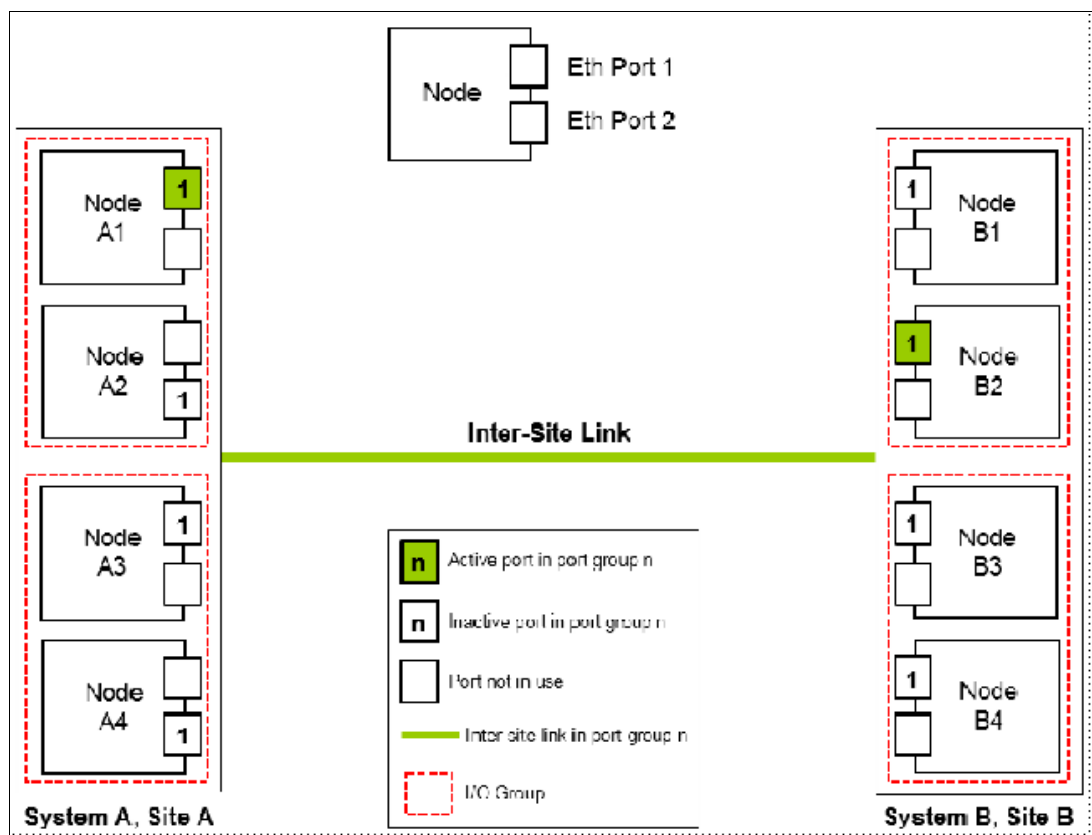 Node
Eth Port 1
Eth Port 2
Node
A1
1
Node
A2
1
Node
A3
1
Node
A4
1
System A, Site A
Inter-Site Link
n
Active port in port group n
n
Inactive port in port group n
Port not in use
Inter site link in port group n
I/O Group
1
Node
B1
1
Node
B2
1
Node
B3
1
Node
B4
System B, Site B